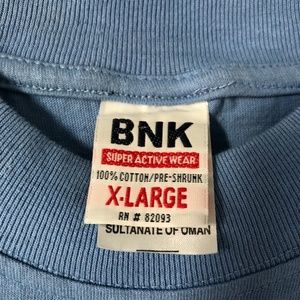 BNK
SUPER ACTIVE WEAR
100% COTTON/PRE-SHRUNK
X-LARGE
RN # 82093
SULTANATE OF OMAN